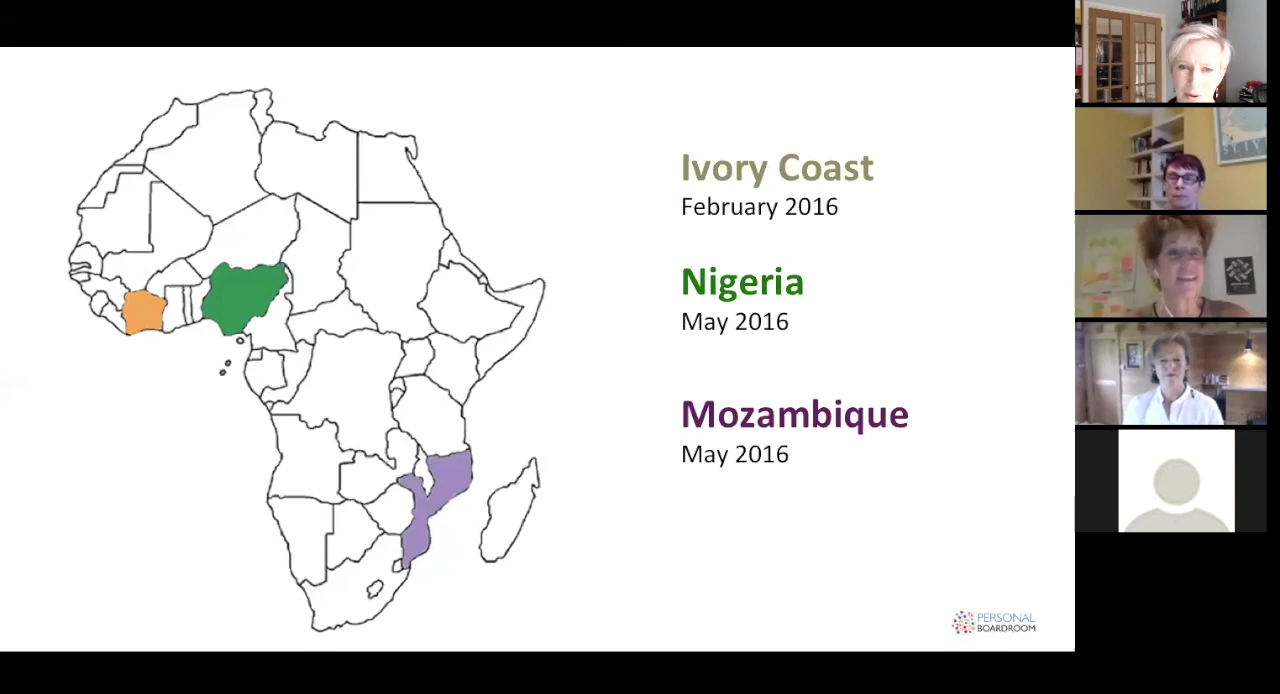 Ivory Coast
February 2016
Nigeria
May 2016
Mozambique
May 2016
PERSONAL
BOARDROOM